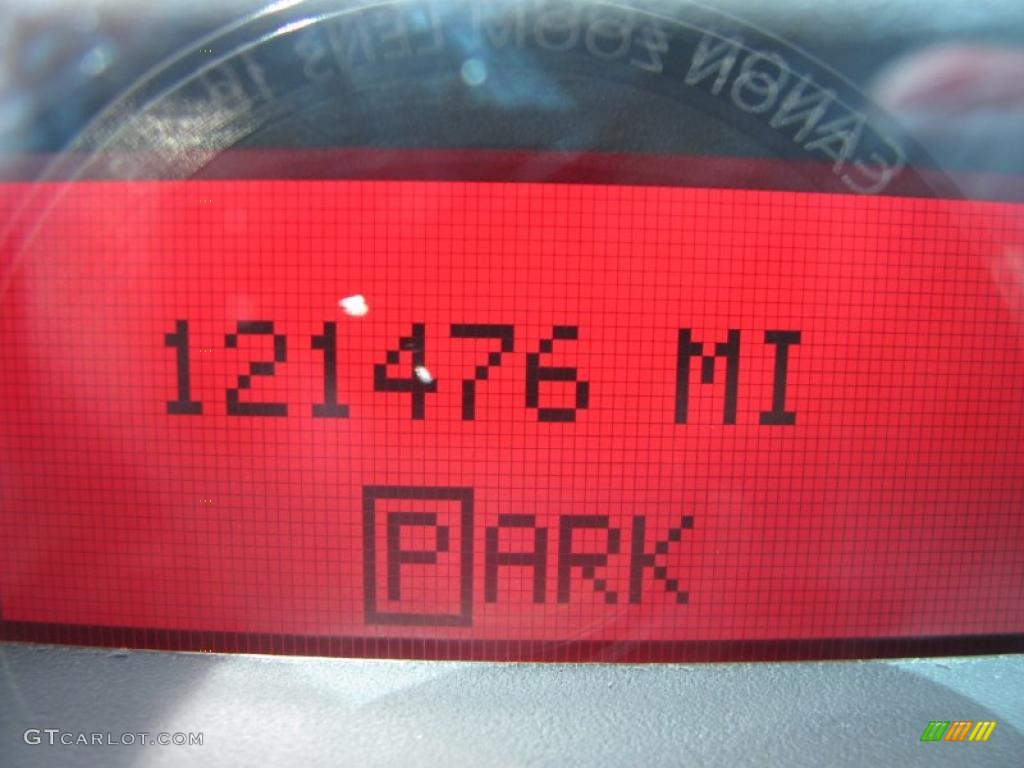 CANON ZOOM LENS
121476 MI
PARK
GTCARLOT.COM